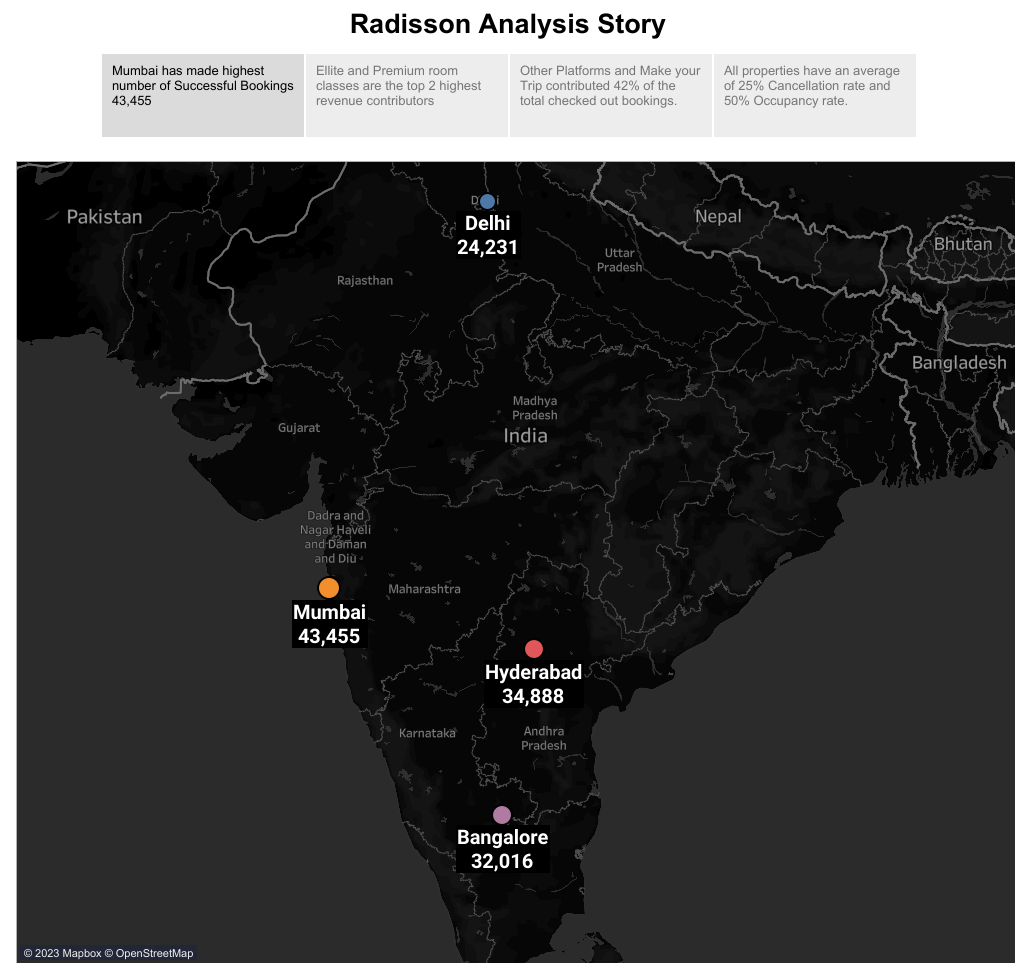 Radisson Analysis Story
Mumbai has made highest
number of Successful Bookings
43,455
Ellite and Premium room
classes are the top 2 highest
revenue contributors
Other Platforms and Make your
Trip contributed 42% of the
total checked out bookings.
All properties have an average
of 25% Cancellation rate and
50% Occupancy rate.
Pakistan
Nepal
Bhutan
Delhi
24,231
Uttar
Pradesh
Rajasthan
Bangladesh
Madhya
Pradesh
India
Gujarat
Dadra and
Nagar Haveli
and Daman
and Diu
Maharashtra
Mumbai
43,455
Hyderabad
34,888
Karnataka
Andhra
Pradesh
Bangalore
32,016
© 2023 Mapbox © OpenStreetMap